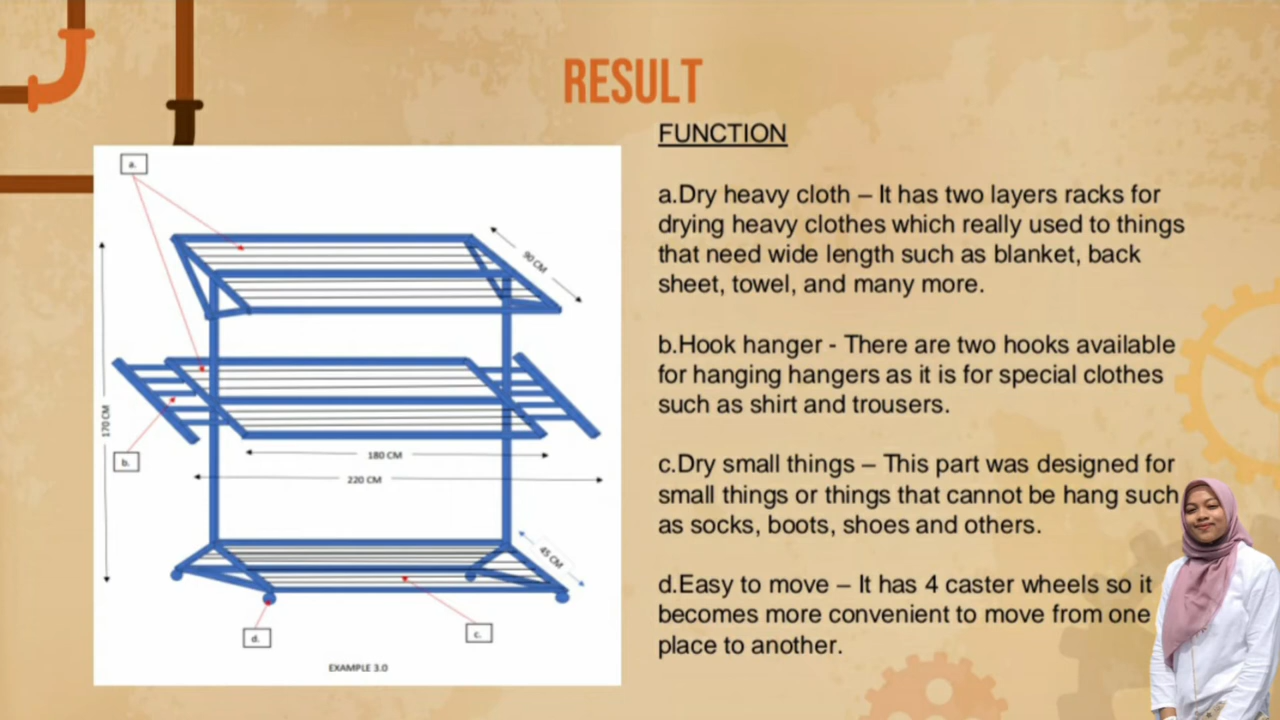 RESULT
FUNCTION
a.Dry heavy cloth – It has two layers racks for
drying heavy clothes which really used to things
that need wide length such as blanket, back
sheet, towel, and many more.
b.Hook hanger - There are two hooks available
for hanging hangers as it is for special clothes
such as shirt and trousers.
c.Dry small things – This part was designed for
small things or things that cannot be hang such
as socks, boots, shoes and others.
d.Easy to move – It has 4 caster wheels so it
becomes more convenient to move from one
place to another.
a.
90 CM
170 CM
b.
180 CM
220 CM
45 CM
d.
c.
EXAMPLE 3.0